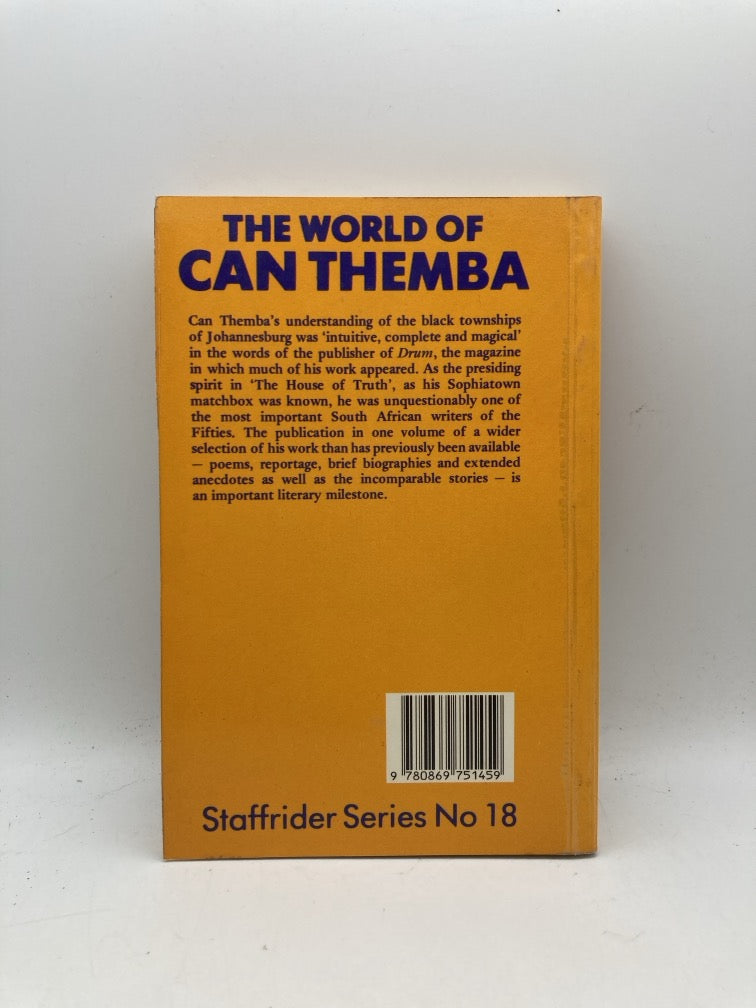 THE WORLD OF
CAN THEMBA
Can Themba's understanding of the black townships
of Johannesburg was 'intuitive, complete and magical'
in the words of the publisher of Drum, the magazine
in which much of his work appeared. As the presiding
spirit in 'The House of Truth', as his Sophiatown
matchbox was known, he was unquestionably one of
the most important South African writers of the
Fifties. The publication in one volume of a wider
selection of his work than has previously been available
— poems, reportage, brief biographies and extended
anecdotes as well as the incomparable stories — is
an important literary milestone.
9 780869 751459
Staffrider Series No 18